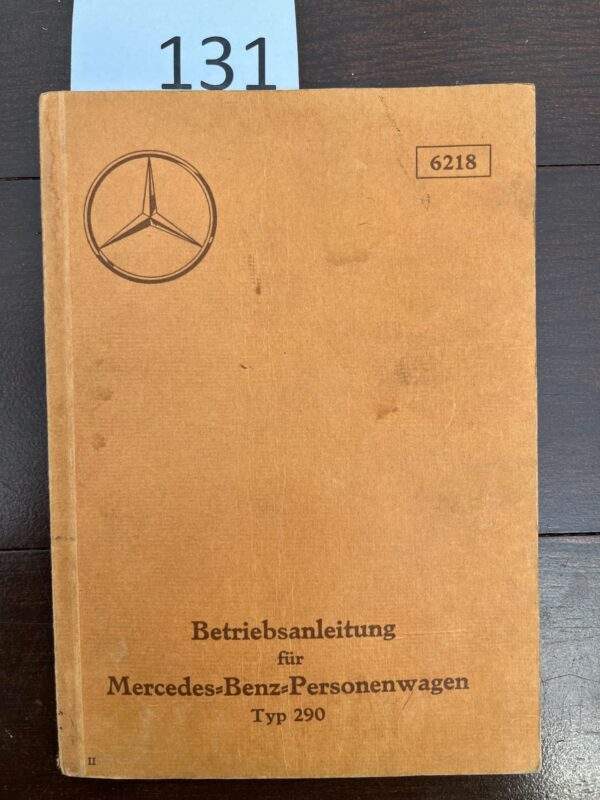 131
6218
Betriebsanleitung
für
Mercedes⸗Benz⸗Personenwagen
Typ 290
II